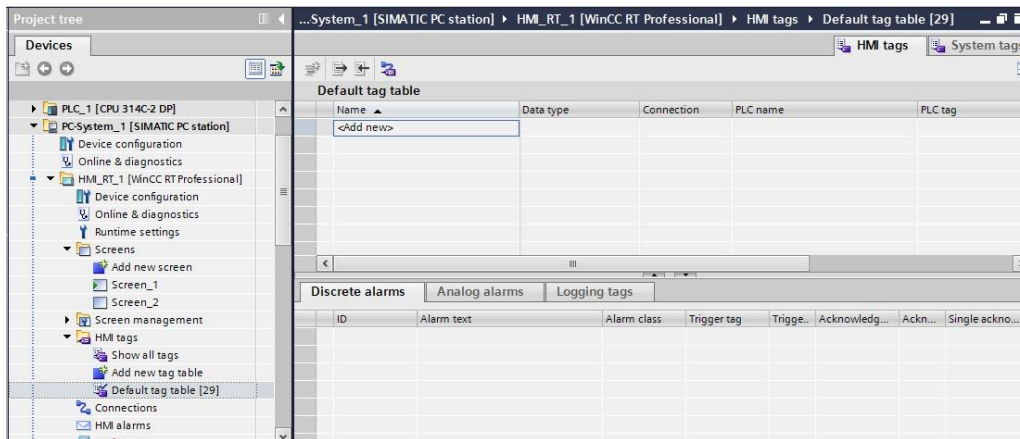 Project tree
...System_1 [SIMATIC PC station] ▸ HMI_RT_1 [WinCC RT Professional] ▸ HMI tags ▸ Default tag table [29]
Devices
HMI tags
System tags
Default tag table
Name
Data type
Connection
PLC name
PLC tag
<Add new>
PLC_1 [CPU 314C-2 DP]
PC-System_1 [SIMATIC PC station]
Device configuration
Online & diagnostics
HMI_RT_1 [WinCC RT Professional]
Device configuration
Online & diagnostics
Runtime settings
Screens
Add new screen
Screen_1
Screen_2
Screen management
HMI tags
Show all tags
Add new tag table
Default tag table [29]
Connections
HMI alarms
Discrete alarms
Analog alarms
Logging tags
ID
Alarm text
Alarm class
Trigger tag
Trigge..
Acknowledg...
Ackn...
Single ackno...